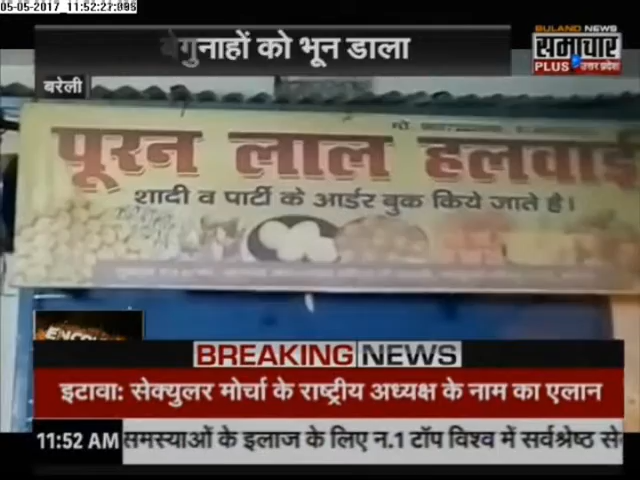 05-05-2017 11:52:27:085
बेगुनाहों को भून डाला
BULAND NEWS
समाचार
PLUS उत्तर प्रदेश
बरेली
पूरन लाल हलवाई
शादी व पार्टी के आर्डर बुक किये जाते है।
BREAKING NEWS
इटावा: सेक्युलर मोर्चा के राष्ट्रीय अध्यक्ष के नाम का एलान
11:52 AM समस्याओं के इलाज के लिए न.1 टॉप विश्व में सर्वश्रेष्ठ से